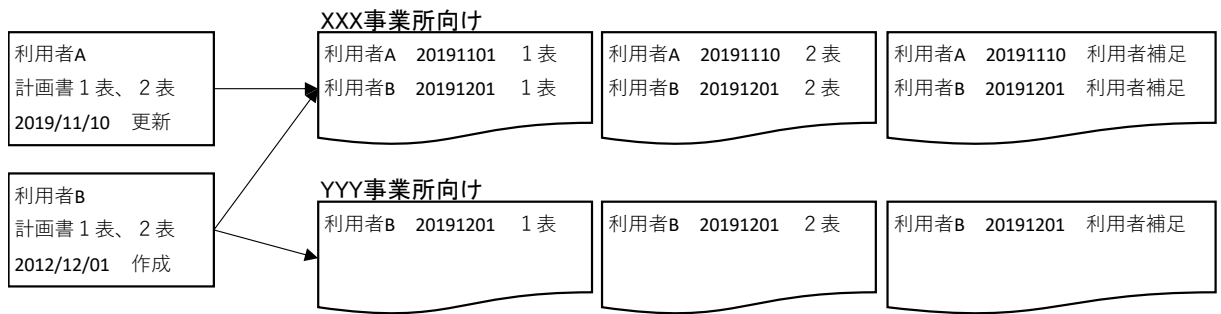 XXX事業所向け
利用者A
計画書１表、２表
2019/11/10　更新
利用者A　20191101　１表
利用者B　20191201　１表
利用者A　20191110　２表
利用者B　20191201　２表
利用者A　20191110　利用者補足
利用者B　20191201　利用者補足
利用者B
計画書１表、２表
2012/12/01　作成
YYY事業所向け
利用者B　20191201　１表
利用者B　20191201　２表
利用者B　20191201　利用者補足